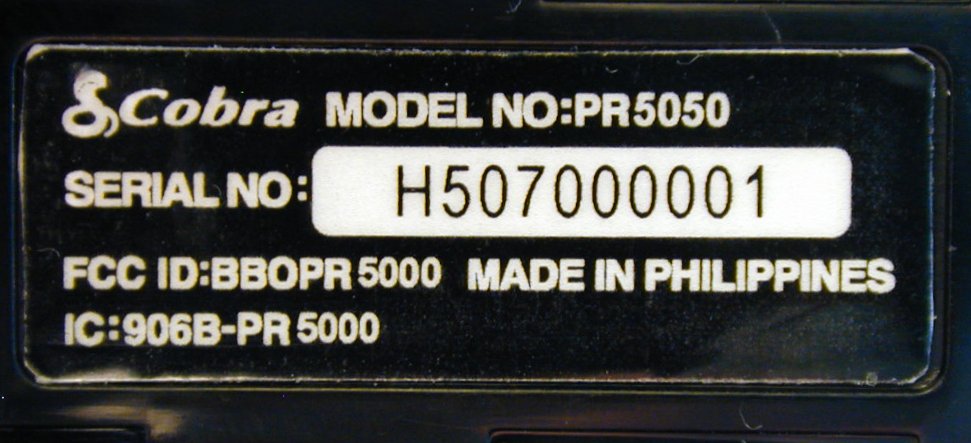 Cobra MODEL NO:PR5050
SERIAL NO: H507000001
FCC ID:BBOPR5000 MADE IN PHILIPPINES
IC:906B-PR5000